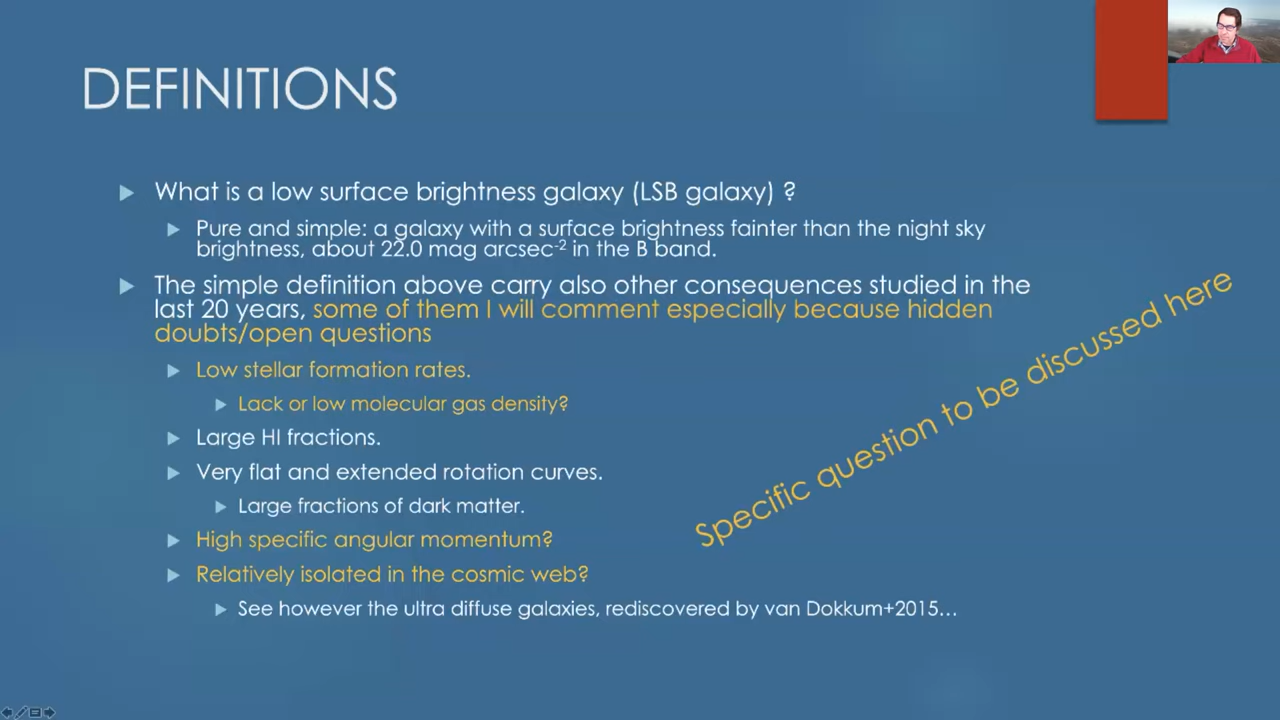 DEFINITIONS
What is a low surface brightness galaxy (LSB galaxy) ?
Pure and simple: a galaxy with a surface brightness fainter than the night sky
brightness, about 22.0 mag arcsec⁻² in the B band.
The simple definition above carry also other consequences studied in the
last 20 years, some of them I will comment especially because hidden
doubts/open questions
Low stellar formation rates.
Lack or low molecular gas density?
Large HI fractions.
Very flat and extended rotation curves.
Large fractions of dark matter.
High specific angular momentum?
Relatively isolated in the cosmic web?
See however the ultra diffuse galaxies, rediscovered by van Dokkum+2015…
Specific question to be discussed here